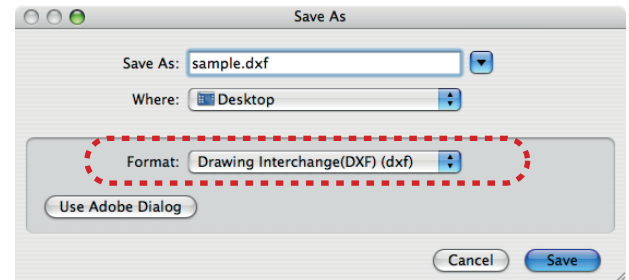 Save As
Save As: sample.dxf
Where: Desktop
Format: Drawing Interchange(DXF) (dxf)
Use Adobe Dialog
Cancel Save